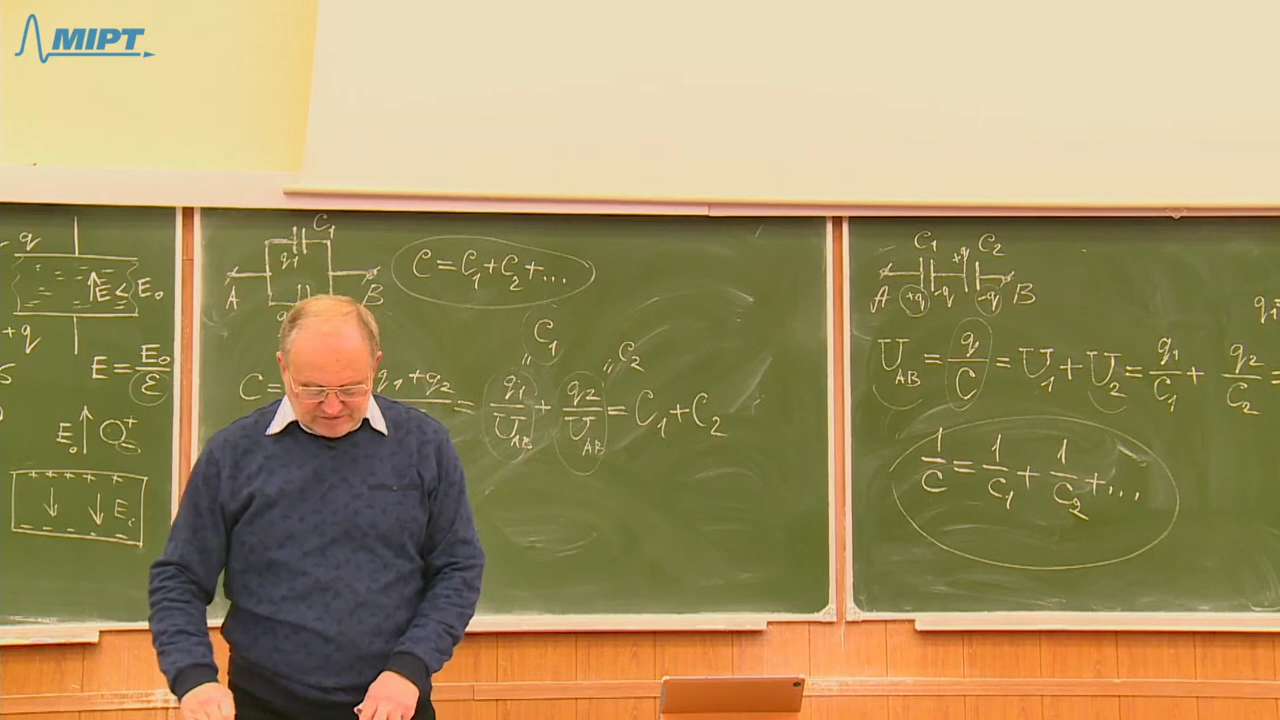 MIPT
- q
E < E₀
+q
E = E₀/ε
E₀
+
-
+ + + + +
Eᵢ
- - - -
C₁
q₁
A B
C = C₁ + C₂ + ...
C₁
" C₂
"
C = q₁ + q₂ = q₁/U_AB + q₂/U_AB = C₁ + C₂
C₁ C₂
+q
A +q -q -q B
U_AB = q/C = U₁ + U₂ = q₁/C₁ + q₂/C₂ =
1/C = 1/C₁ + 1/C₂ + ...